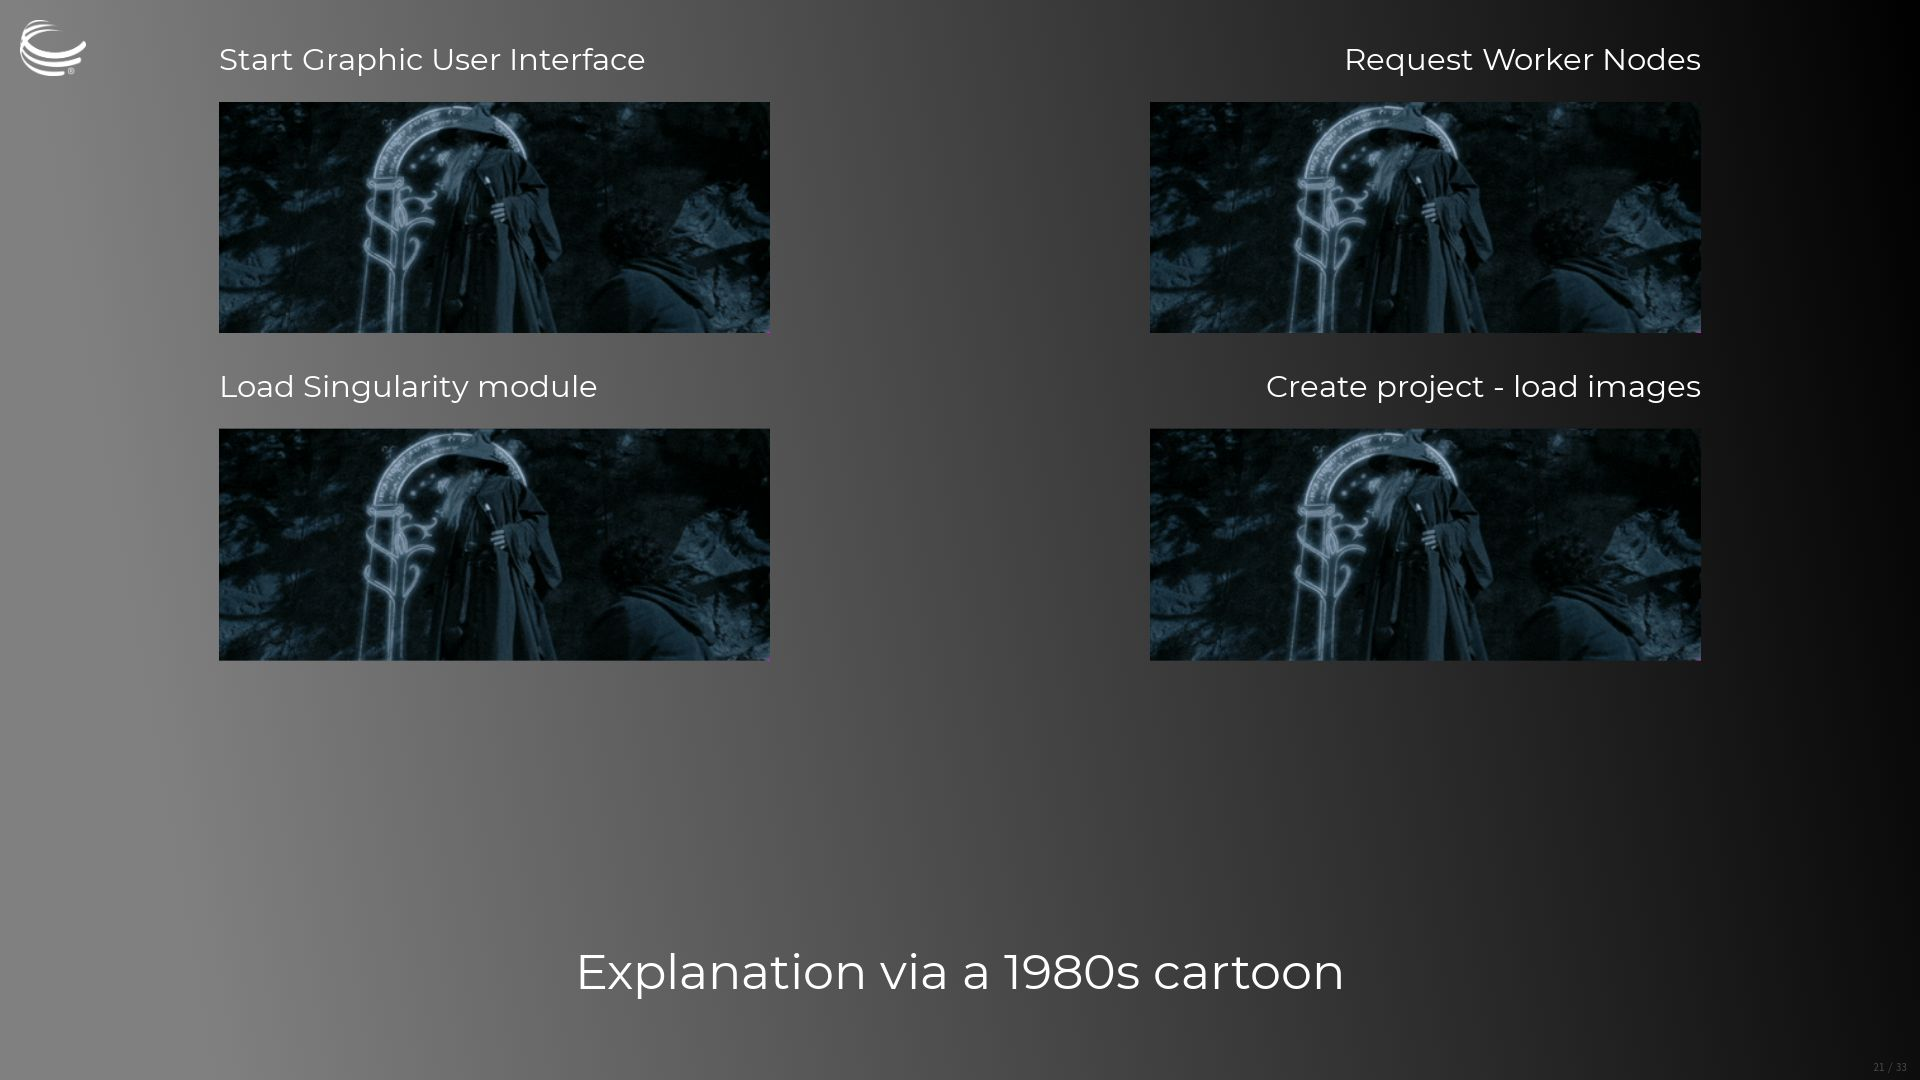 Start Graphic User Interface
Request Worker Nodes
Load Singularity module
Create project - load images
Explanation via a 1980s cartoon
21 / 33
®